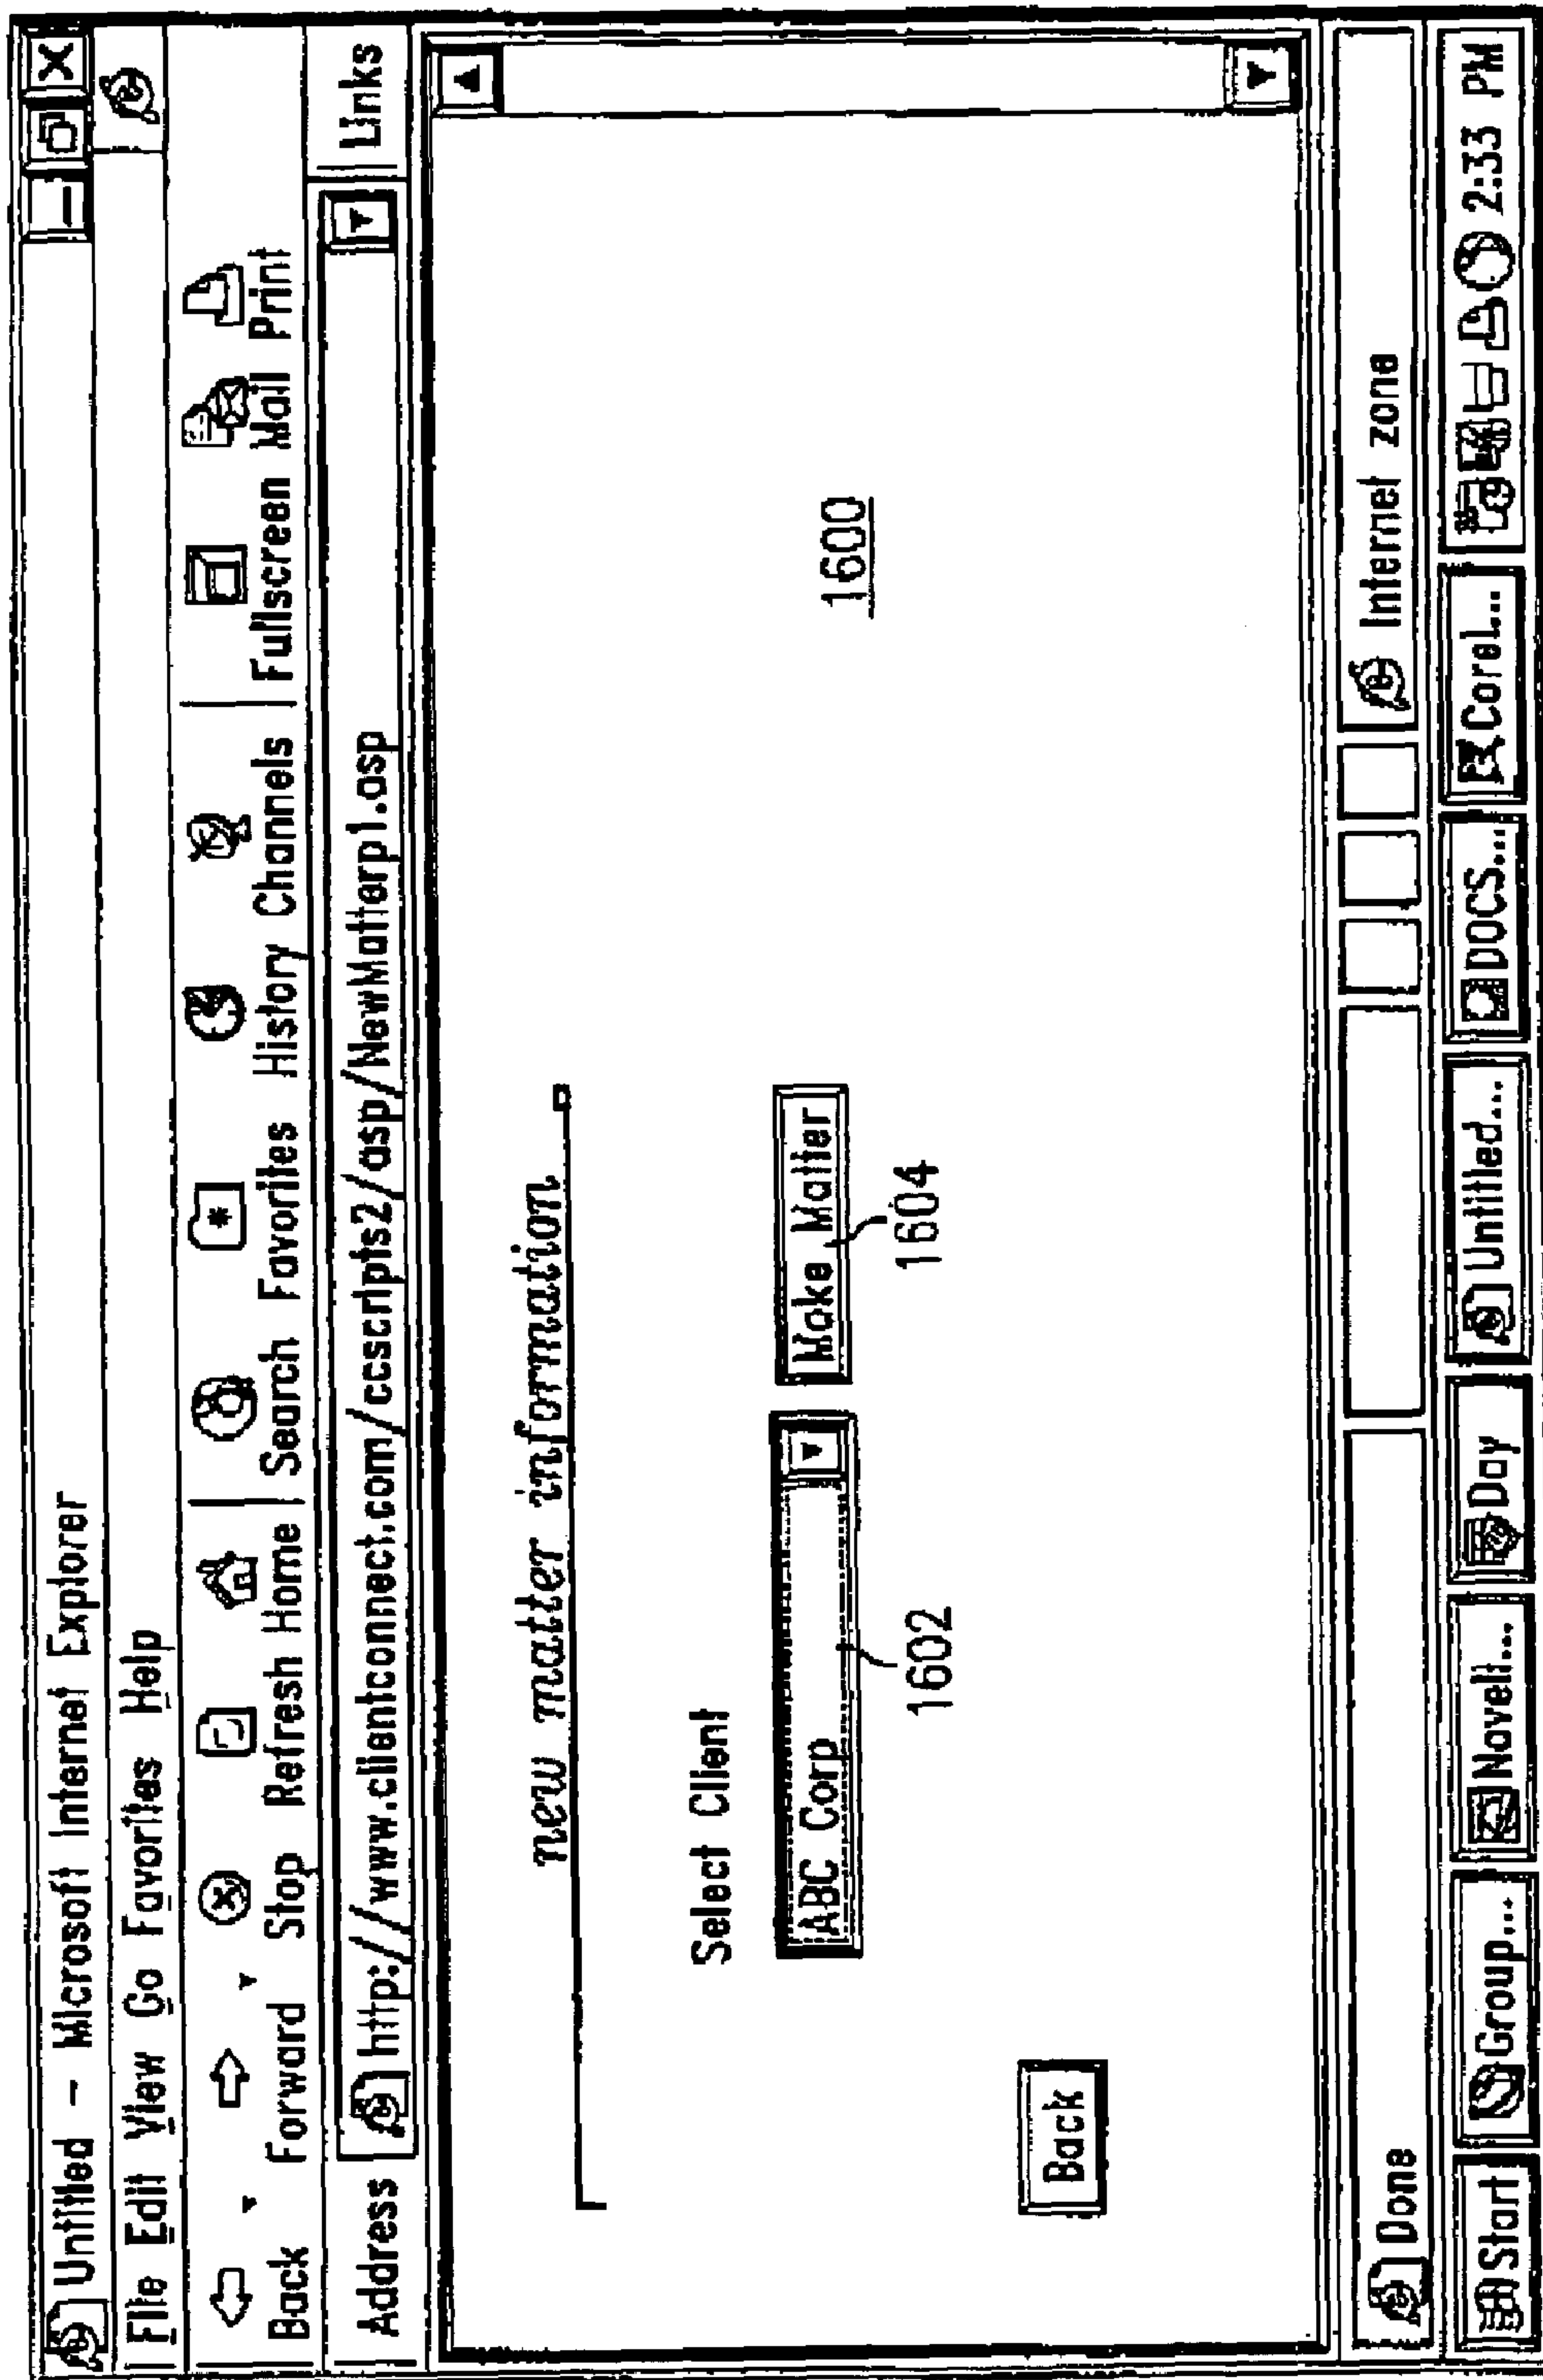 Untitled - Microsoft Internet Explorer
File Edit View Go Favorites Help
Back Forward Stop Refresh Home Search Favorites History Channels Fullscreen Mail Print
Address http://www.clientconnect.com/ccscripts2/asp/NewMatterp1.asp Links
new matter information
Select Client
ABC Corp Make Matter
1602 1604
1600
Back
Done Internet zone
Start Group... Novell... Day Untitled... DOCS... Corel... 2:33 PM